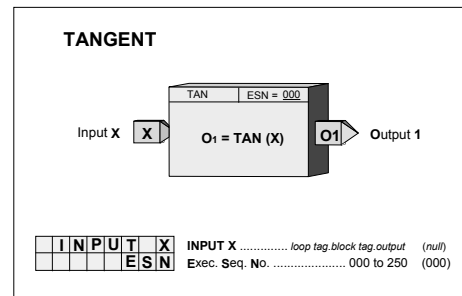 TANGENT
TAN ESN = 000
Input X X O1 = TAN (X) O1 Output 1
INPUT X INPUT X .............. loop tag.block tag.output (null)
ESN Exec. Seq. No. ..................... 000 to 250 (000)